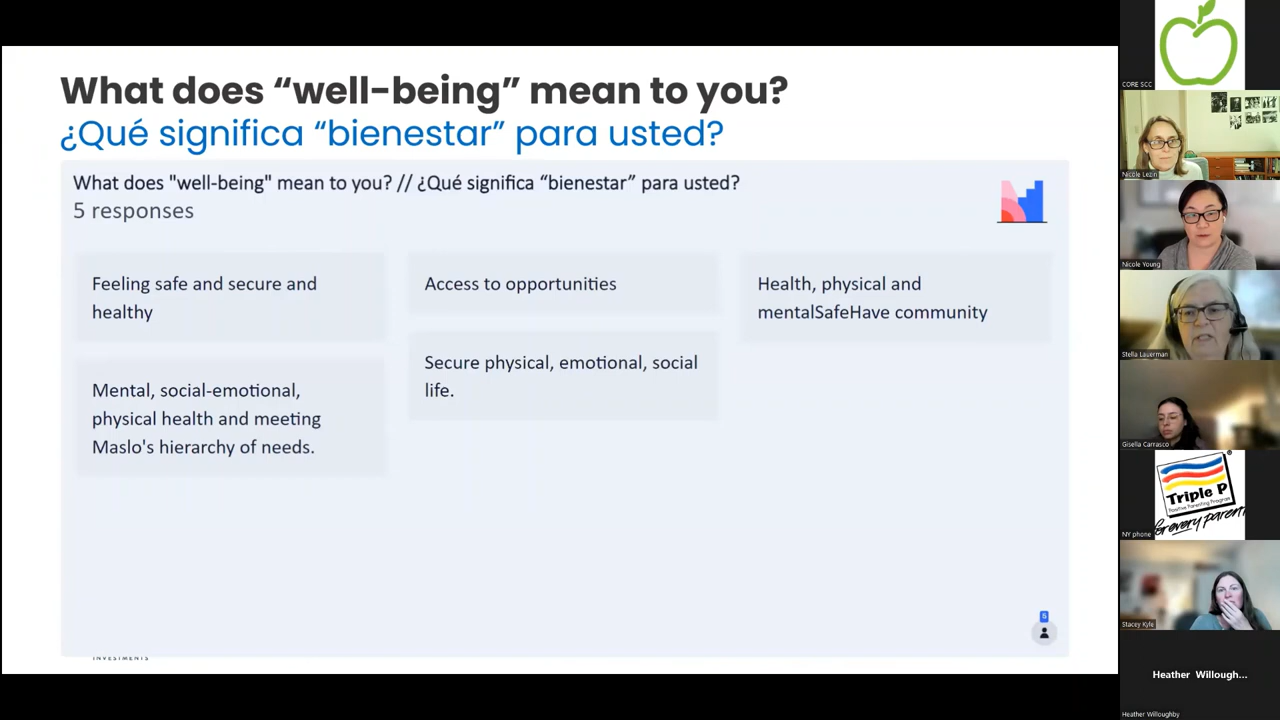 What does “well-being” mean to you?
¿Qué significa “bienestar” para usted?
What does "well-being" mean to you? // ¿Qué significa “bienestar” para usted?
5 responses
Feeling safe and secure and
healthy
Access to opportunities
Health, physical and
mentalSafeHave community
Mental, social-emotional,
physical health and meeting
Maslo's hierarchy of needs.
Secure physical, emotional, social
life.
5
INVESTMENTS
CORE SCC
Nicole Lezin
Nicole Young
Stella Lauerman
Gisella Carrasco
Triple P
Positive Parenting Program
for every parent
NY phone
Stacey Kyle
Heather Willough...
Heather Willoughby